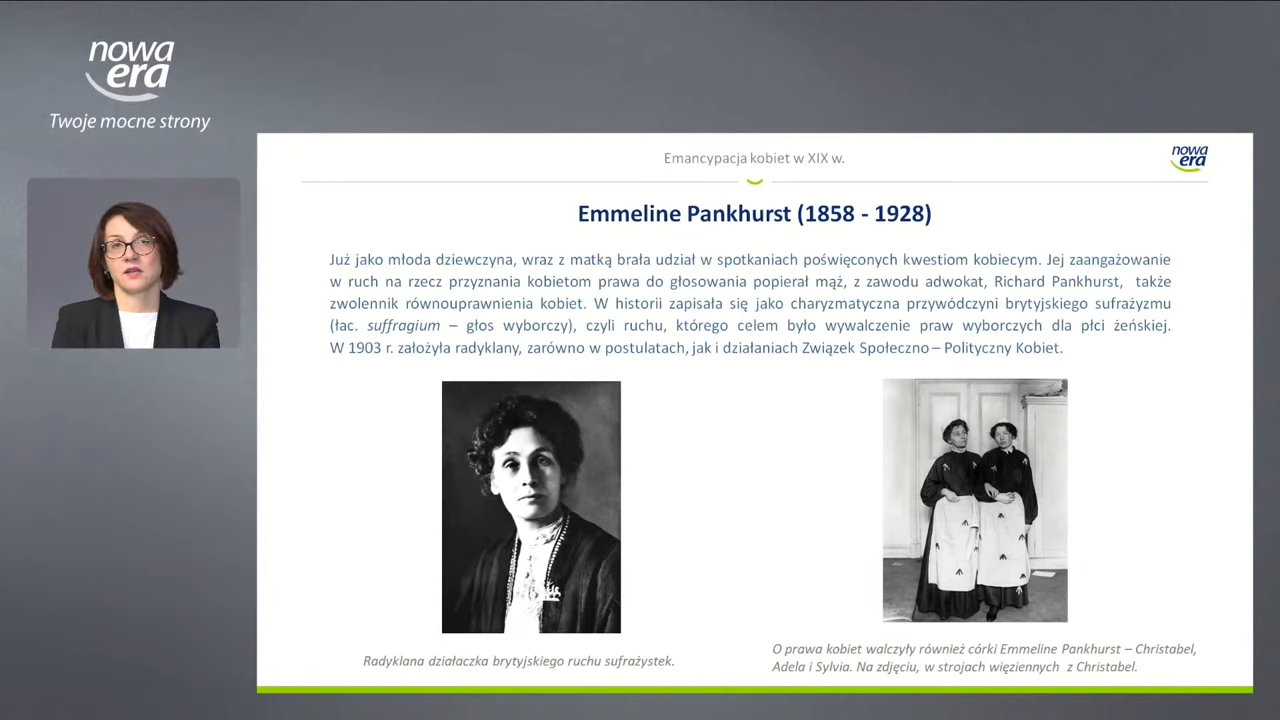 nowa
era
Twoje mocne strony
Emancypacja kobiet w XIX w.
nowa
era
Emmeline Pankhurst (1858 - 1928)
Już jako młoda dziewczyna, wraz z matką brała udział w spotkaniach poświęconych kwestiom kobiecym. Jej zaangażowanie
w ruch na rzecz przyznania kobietom prawa do głosowania popierał mąż, z zawodu adwokat, Richard Pankhurst, także
zwolennik równouprawnienia kobiet. W historii zapisała się jako charyzmatyczna przywódczyni brytyjskiego sufrażyzmu
(łac. suffragium – głos wyborczy), czyli ruchu, którego celem było wywalczenie praw wyborczych dla płci żeńskiej.
W 1903 r. założyła radyklany, zarówno w postulatach, jak i działaniach Związek Społeczno – Polityczny Kobiet.
Radyklana działaczka brytyjskiego ruchu sufrażystek.
O prawa kobiet walczyły również córki Emmeline Pankhurst – Christabel,
Adela i Sylvia. Na zdjęciu, w strojach więziennych z Christabel.